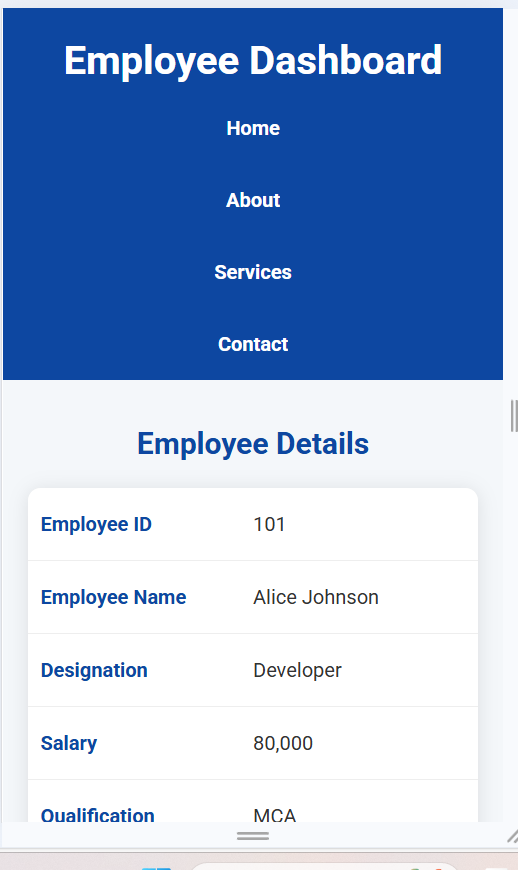 Employee Dashboard
Home
About
Services
Contact
Employee Details
Employee ID 101
Employee Name Alice Johnson
Designation Developer
Salary 80,000
Qualification MCA